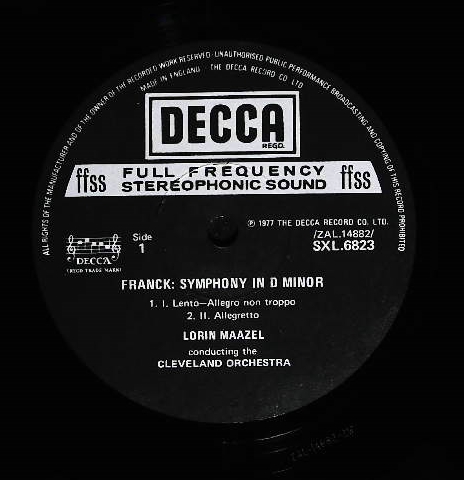 ALL RIGHTS OF THE MANUFACTURER AND OF THE OWNER OF THE RECORDED WORK RESERVED · UNAUTHORISED PUBLIC PERFORMANCE BROADCASTING AND COPYING OF THIS RECORD PROHIBITED
MADE IN ENGLAND · THE DECCA RECORD CO LTD
DECCA
REGD.
ffss FULL FREQUENCY STEREOPHONIC SOUND ffss
℗ 1977 THE DECCA RECORD CO. LTD.
DECCA
Side
1
/ZAL.14882/
SXL.6823
FRANCK: SYMPHONY IN D MINOR
1. I. Lento—Allegro non troppo
2. II. Allegretto
LORIN MAAZEL
conducting the
CLEVELAND ORCHESTRA